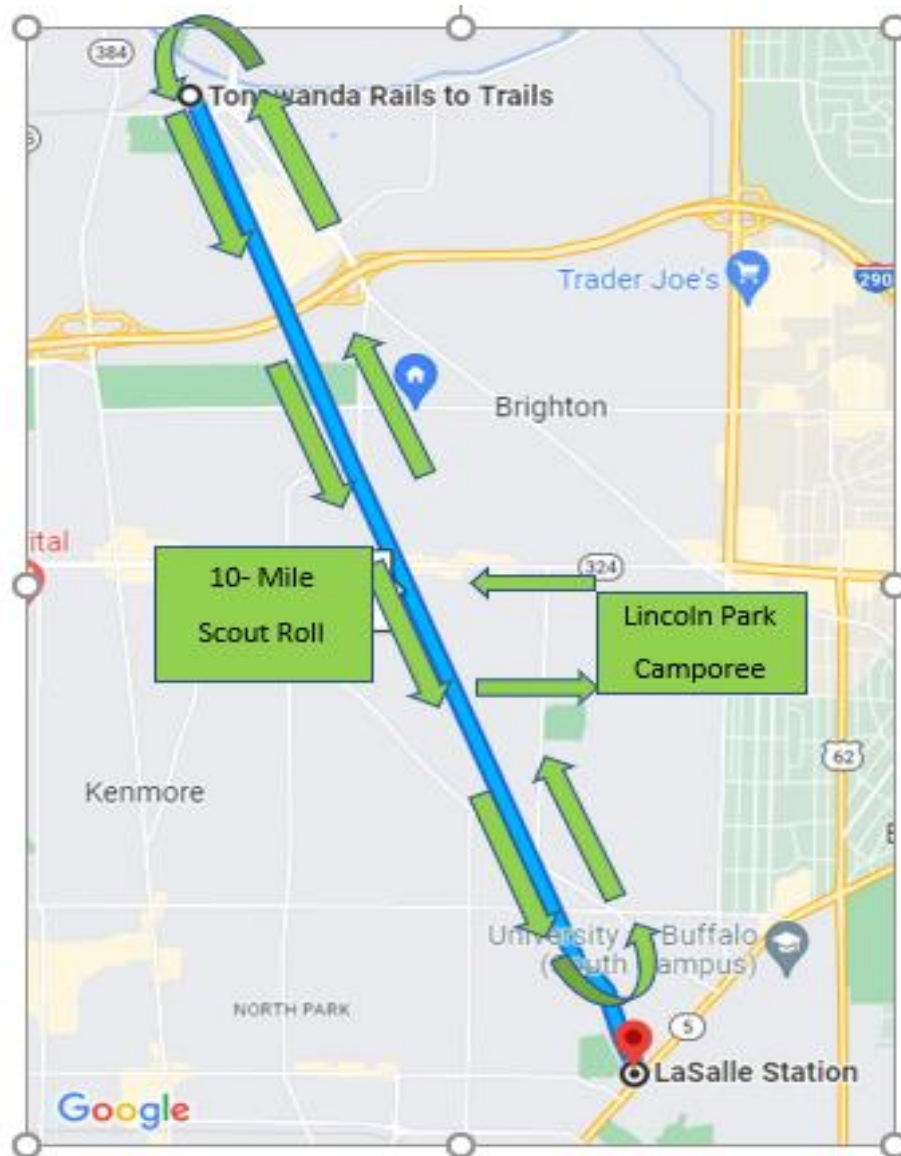 384
Tonawanda Rails to Trails
290
Trader Joe's
Brighton
324
10- Mile
Scout Roll
Lincoln Park
Camporee
62
Kenmore
University Buffalo
(South Campus)
NORTH PARK
5
LaSalle Station
Google